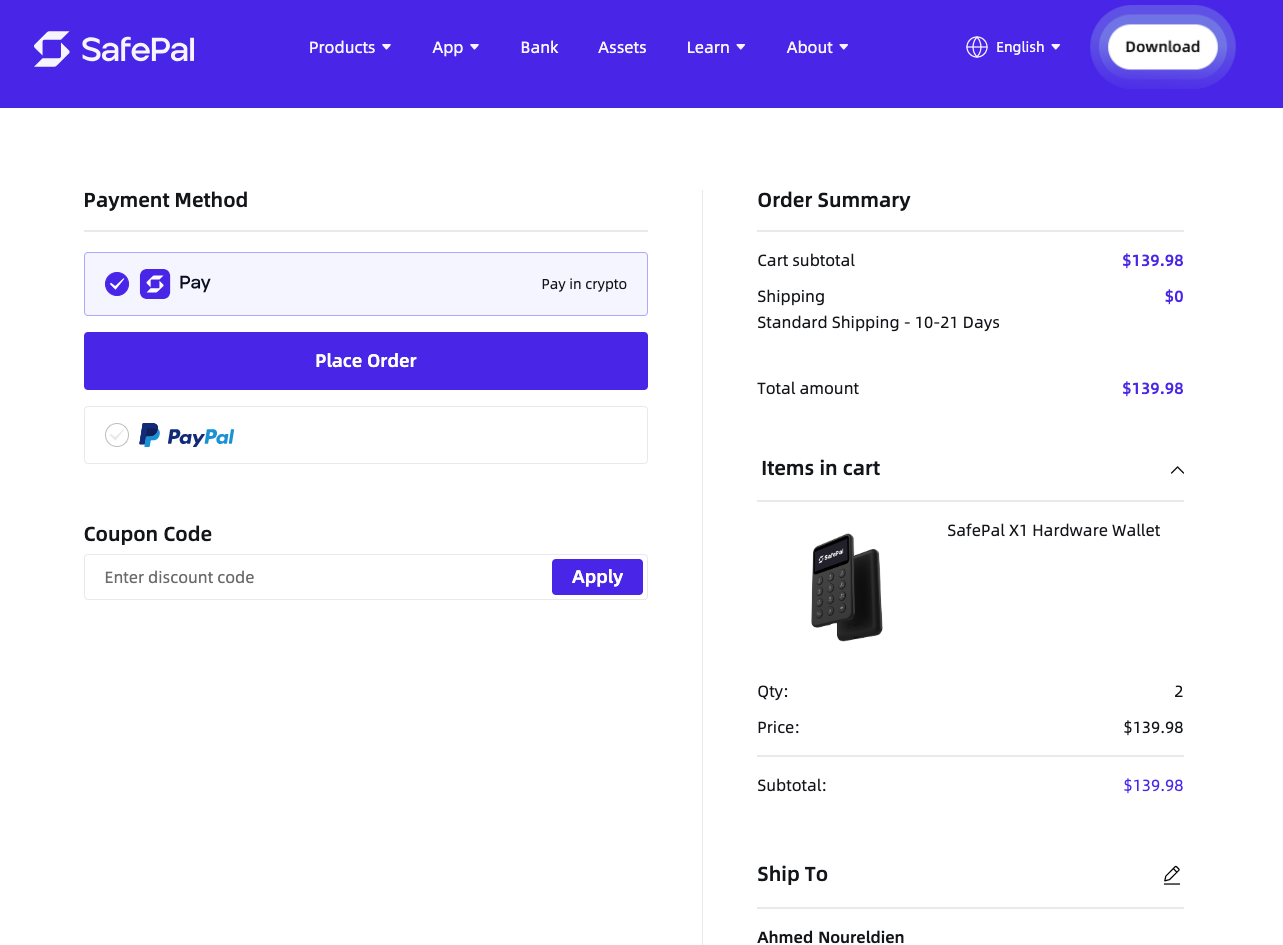 SafePal
Products
App
Bank
Assets
Learn
About
English
Download
Payment Method
Pay
Pay in crypto
Place Order
PayPal
Coupon Code
Enter discount code
Apply
Order Summary
Cart subtotal $139.98
Shipping $0
Standard Shipping - 10-21 Days
Total amount $139.98
Items in cart
SafePal X1 Hardware Wallet
SafePal
Qty: 2
Price: $139.98
Subtotal: $139.98
Ship To
Ahmed Noureldien